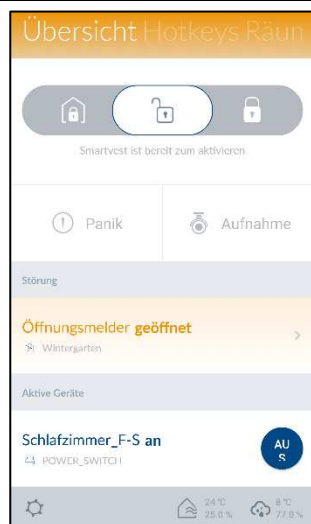 Übersicht Hotkeys Räun
Smartvest ist bereit zum aktivieren
Panik
Aufnahme
Störung
Öffnungsmelder geöffnet
Wintergarten
Aktive Geräte
Schlafzimmer_F-S an
AU
S
POWER_SWITCH
24 °C
25.0 %
8 °C
77.0 %